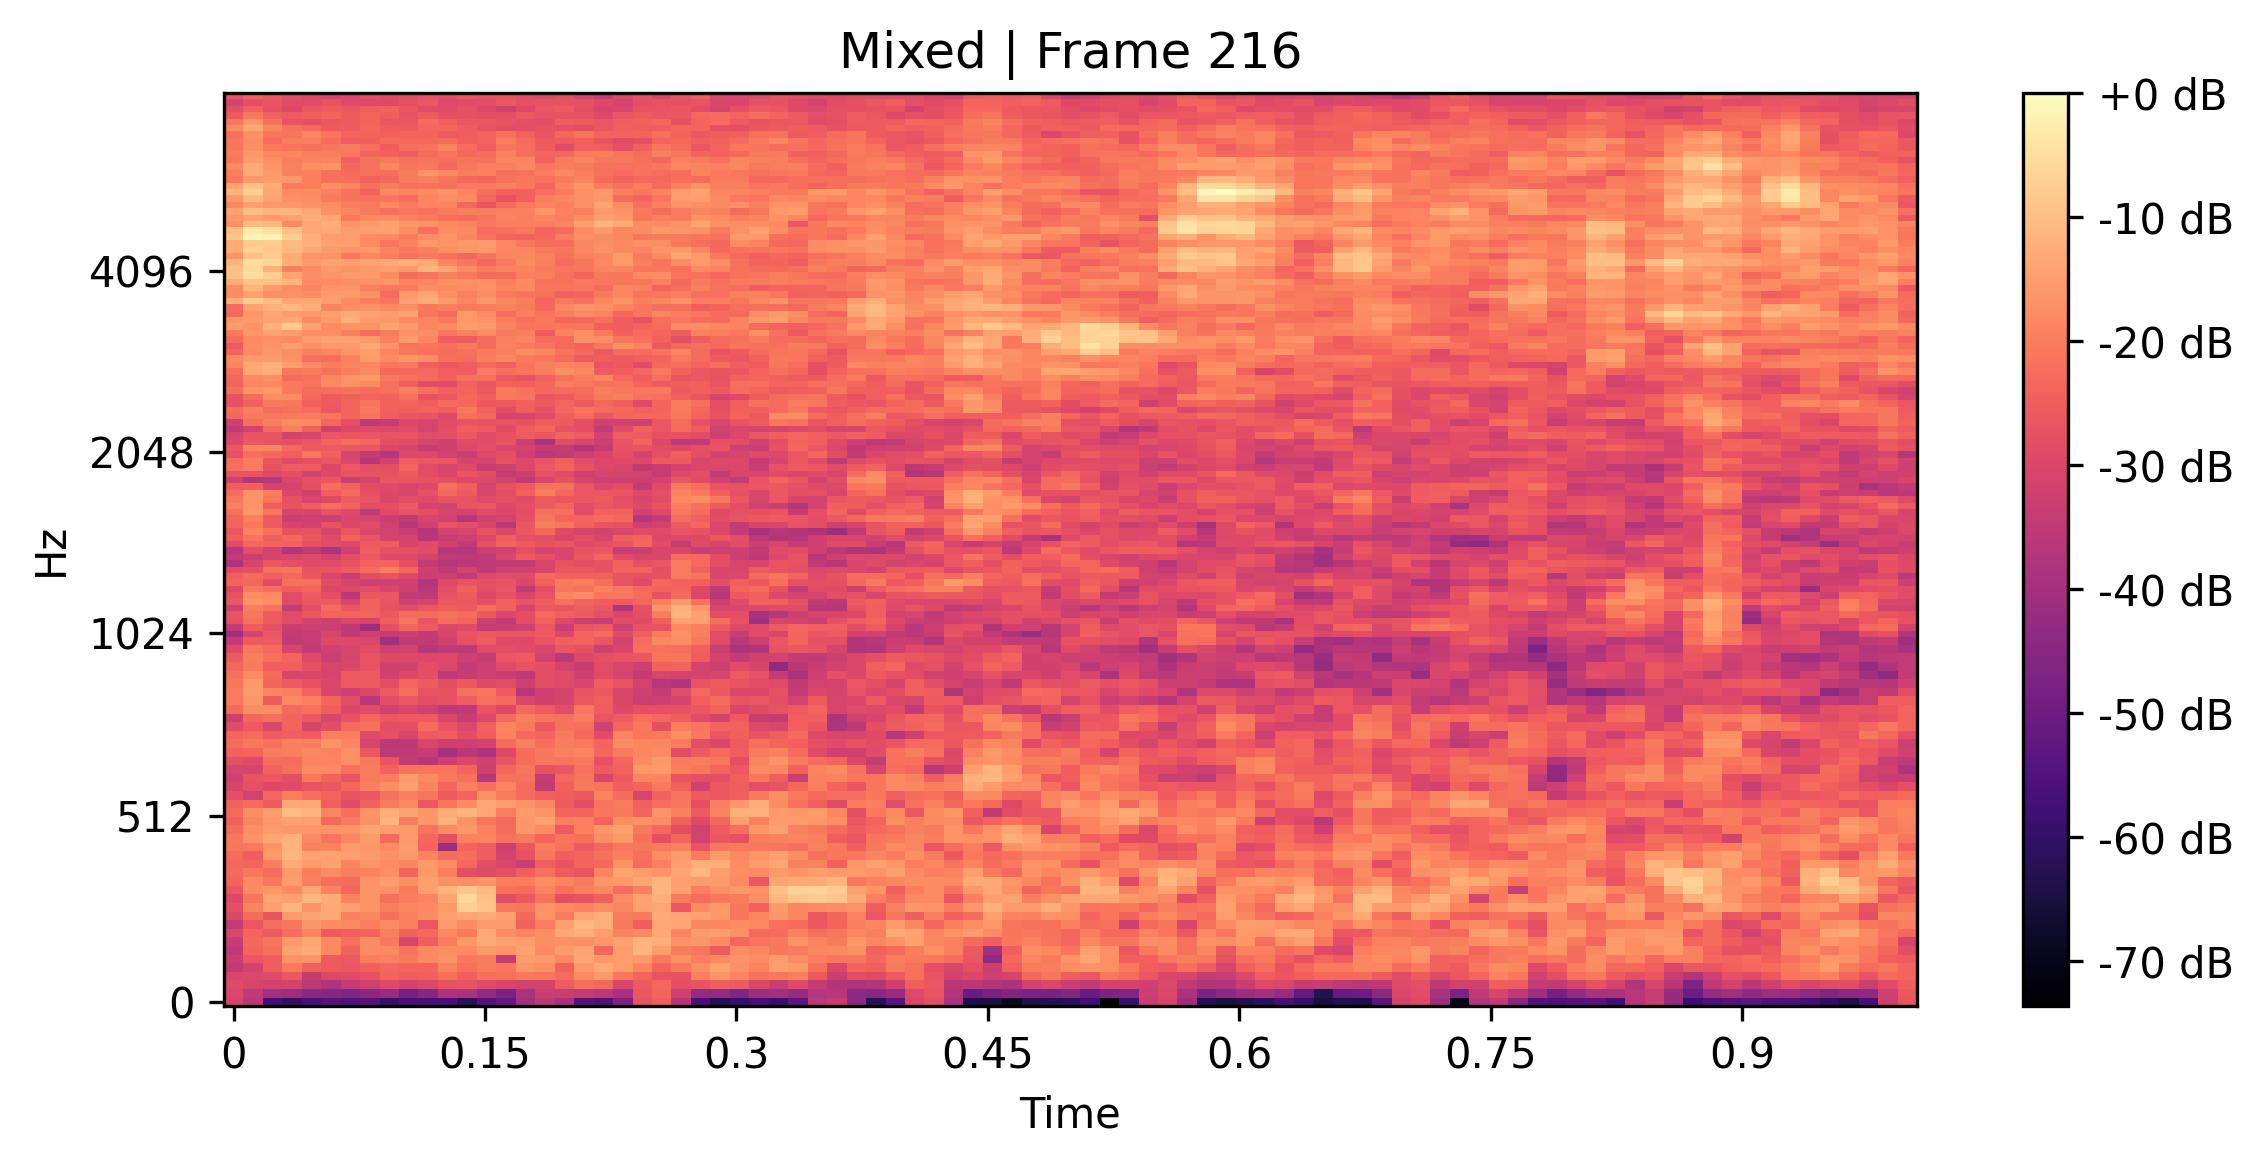 Mixed | Frame 216
Hz
4096
2048
1024
512
0
0 0.15 0.3 0.45 0.6 0.75 0.9
Time
+0 dB
-10 dB
-20 dB
-30 dB
-40 dB
-50 dB
-60 dB
-70 dB